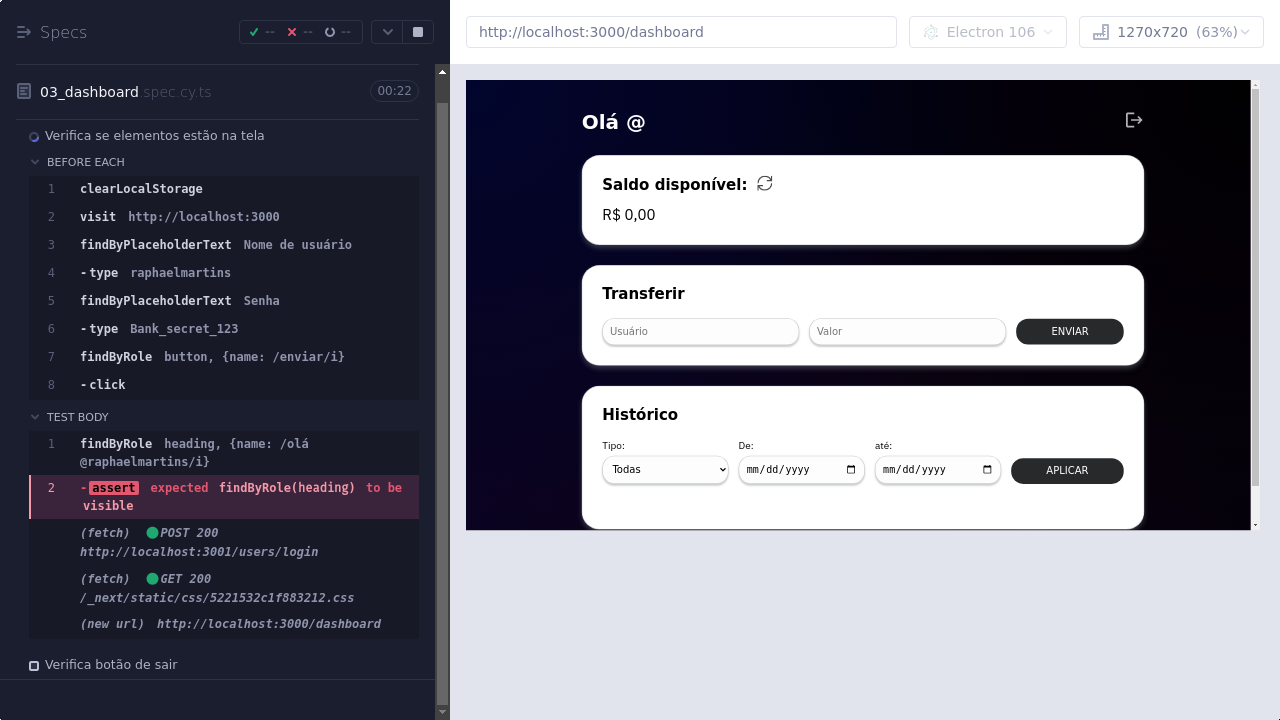 Specs
--
--
--
03_dashboard.spec.cy.ts
00:22
Verifica se elementos estão na tela
BEFORE EACH
1 clearLocalStorage
2 visit http://localhost:3000
3 findByPlaceholderText Nome de usuário
4 -type raphaelmartins
5 findByPlaceholderText Senha
6 -type Bank_secret_123
7 findByRole button, {name: /enviar/i}
8 -click
TEST BODY
1 findByRole heading, {name: /olá
@raphaelmartins/i}
2 -assert expected findByRole(heading) to be
visible
(fetch) POST 200
http://localhost:3001/users/login
(fetch) GET 200
/_next/static/css/5221532c1f883212.css
(new url) http://localhost:3000/dashboard
Verifica botão de sair
http://localhost:3000/dashboard
Electron 106
1270x720 (63%)
Olá @
Saldo disponível:
R$ 0,00
Transferir
Usuário
Valor
ENVIAR
Histórico
Tipo:
De:
até:
Todas
mm/dd/yyyy
mm/dd/yyyy
APLICAR